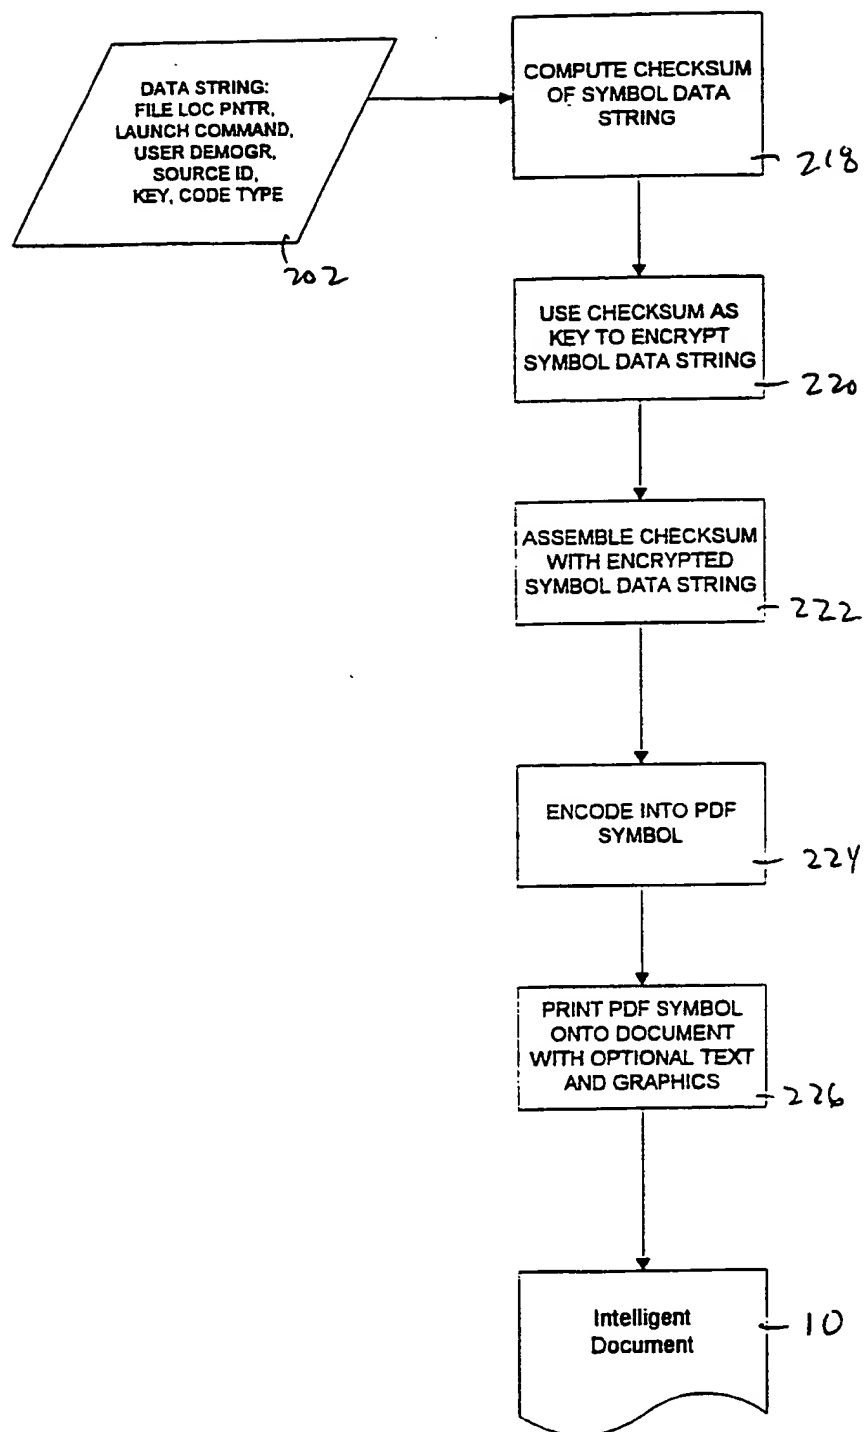 DATA STRING:
FILE LOC PNTR,
LAUNCH COMMAND,
USER DEMOGR,
SOURCE ID,
KEY, CODE TYPE
202
COMPUTE CHECKSUM
OF SYMBOL DATA
STRING
218
USE CHECKSUM AS
KEY TO ENCRYPT
SYMBOL DATA STRING
220
ASSEMBLE CHECKSUM
WITH ENCRYPTED
SYMBOL DATA STRING
222
ENCODE INTO PDF
SYMBOL
224
PRINT PDF SYMBOL
ONTO DOCUMENT
WITH OPTIONAL TEXT
AND GRAPHICS
226
Intelligent
Document
10